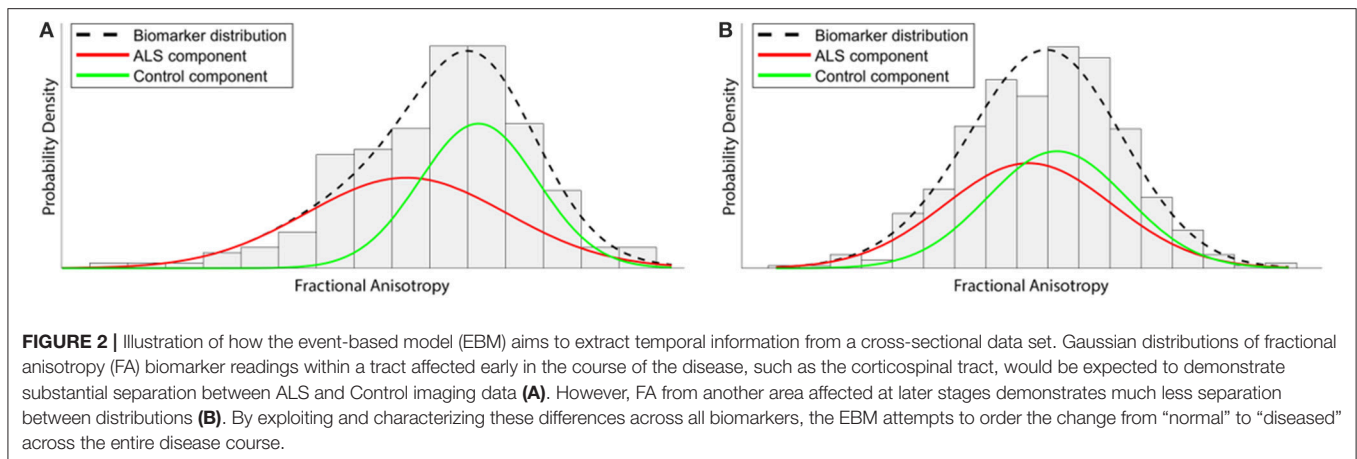 A
Biomarker distribution
ALS component
Control component
Probability Density
Fractional Anisotropy
B
Biomarker distribution
ALS component
Control component
Probability Density
Fractional Anisotropy
FIGURE 2 | Illustration of how the event-based model (EBM) aims to extract temporal information from a cross-sectional data set. Gaussian distributions of fractional
anisotropy (FA) biomarker readings within a tract affected early in the course of the disease, such as the corticospinal tract, would be expected to demonstrate
substantial separation between ALS and Control imaging data (A). However, FA from another area affected at later stages demonstrates much less separation
between distributions (B). By exploiting and characterizing these differences across all biomarkers, the EBM attempts to order the change from “normal” to “diseased”
across the entire disease course.